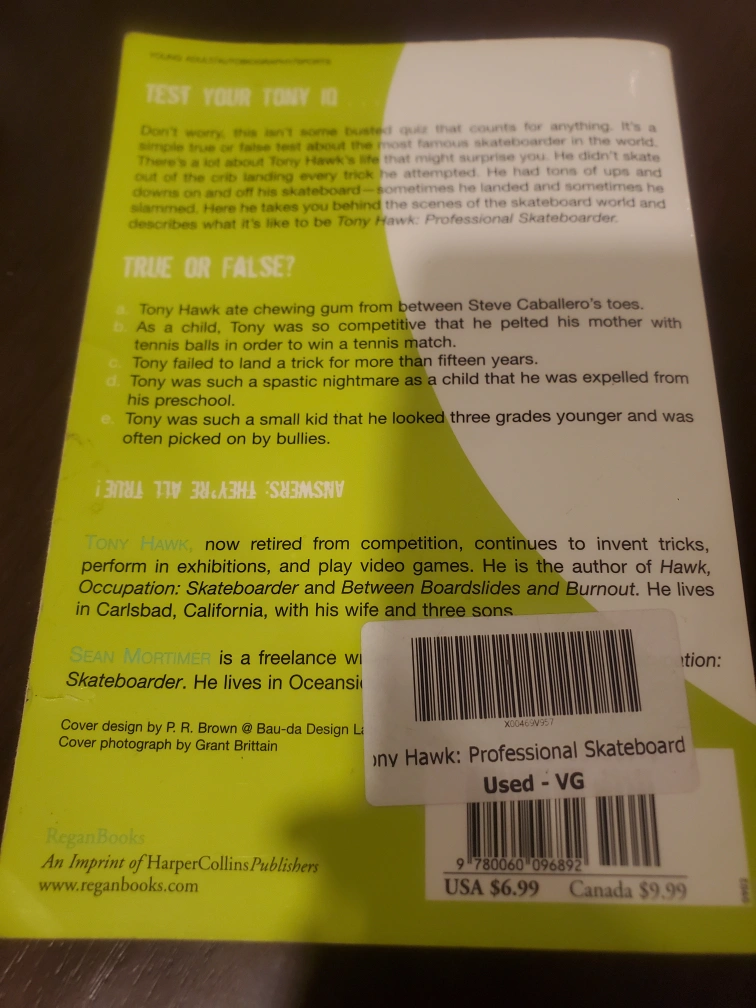 YOUNG ADULT/AUTOBIOGRAPHY/SPORTS
TEST YOUR TONY IQ
Don't worry, this isn't some busted quiz that counts for anything. It's a
simple true or false test about the most famous skateboarder in the world.
There's a lot about Tony Hawk's life that might surprise you. He didn't skate
out of the crib landing every trick he attempted. He had tons of ups and
downs on and off his skateboard—sometimes he landed and sometimes he
slammed. Here he takes you behind the scenes of the skateboard world and
describes what it's like to be Tony Hawk: Professional Skateboarder.
TRUE OR FALSE?
a. Tony Hawk ate chewing gum from between Steve Caballero's toes.
b. As a child, Tony was so competitive that he pelted his mother with
tennis balls in order to win a tennis match.
c. Tony failed to land a trick for more than fifteen years.
d. Tony was such a spastic nightmare as a child that he was expelled from
his preschool.
e. Tony was such a small kid that he looked three grades younger and was
often picked on by bullies.
ANSWERS: THEY'RE ALL TRUE!
TONY HAWK, now retired from competition, continues to invent tricks,
perform in exhibitions, and play video games. He is the author of Hawk,
Occupation: Skateboarder and Between Boardslides and Burnout. He lives
in Carlsbad, California, with his wife and three sons
SEAN MORTIMER is a freelance
Skateboarder. He lives in
Cover design by P. R. Brown @ Bau-da Design
Cover photograph by Grant Brittain
X00469V957
ony Hawk: Professional Skateboard
Used - VG
9 780060 096892
USA $6.99 Canada $9.99
ReganBooks
An Imprint of HarperCollinsPublishers
www.reganbooks.com